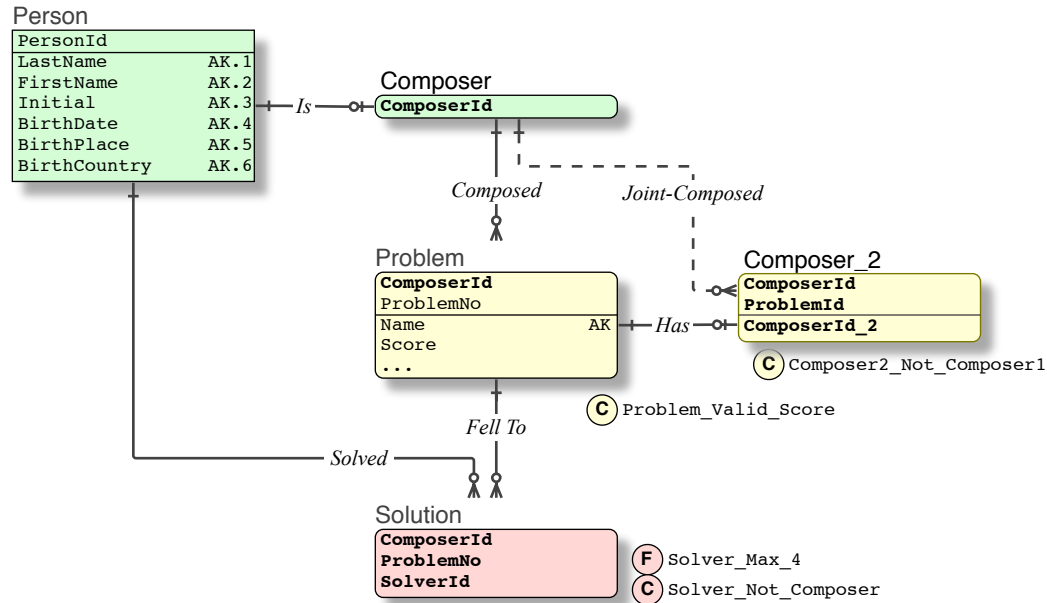 Person
PersonId
LastName AK.1
FirstName AK.2
Initial AK.3
BirthDate AK.4
BirthPlace AK.5
BirthCountry AK.6
Is
Composer
ComposerId
Composed
Joint-Composed
Problem
ComposerId
ProblemNo
Name AK
Score
...
Has
Composer_2
ComposerId
ProblemId
ComposerId_2
C Composer2_Not_Composer1
C Problem_Valid_Score
Fell To
Solved
Solution
ComposerId
ProblemNo
SolverId
F Solver_Max_4
C Solver_Not_Composer